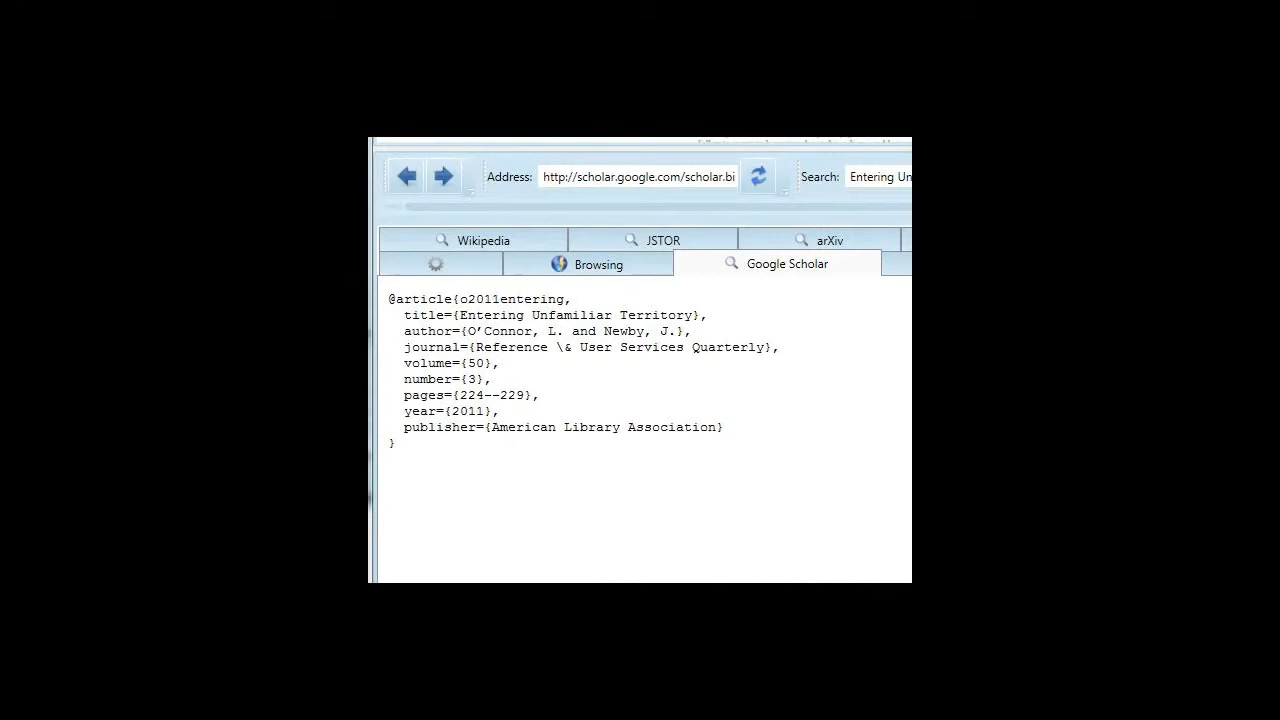 Address: http://scholar.google.com/scholar.bi Search: Entering Un
Wikipedia JSTOR arXiv
Browsing Google Scholar
@article{o2011entering,
title={Entering Unfamiliar Territory},
author={O’Connor, L. and Newby, J.},
journal={Reference \& User Services Quarterly},
volume={50},
number={3},
pages={224--229},
year={2011},
publisher={American Library Association}
}